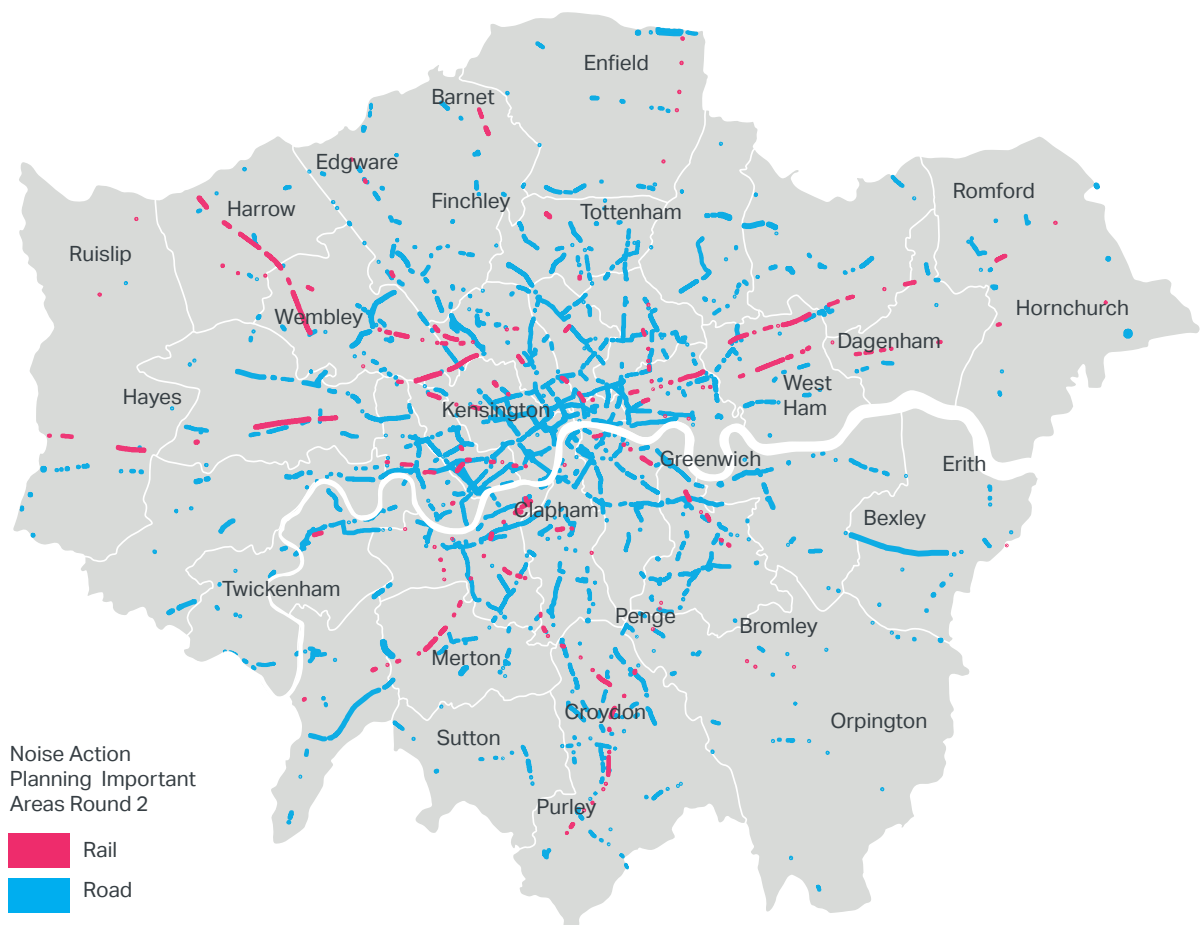 Enfield
Barnet
Edgware
Romford
Finchley
Harrow
Tottenham
Ruislip
Hornchurch
Wembley
Dagenham
West
Ham
Hayes
Kensington
Greenwich
Erith
Clapham
Bexley
Twickenham
Penge
Bromley
Merton
Croydon
Orpington
Sutton
Purley
Noise Action
Planning Important
Areas Round 2
Rail
Road